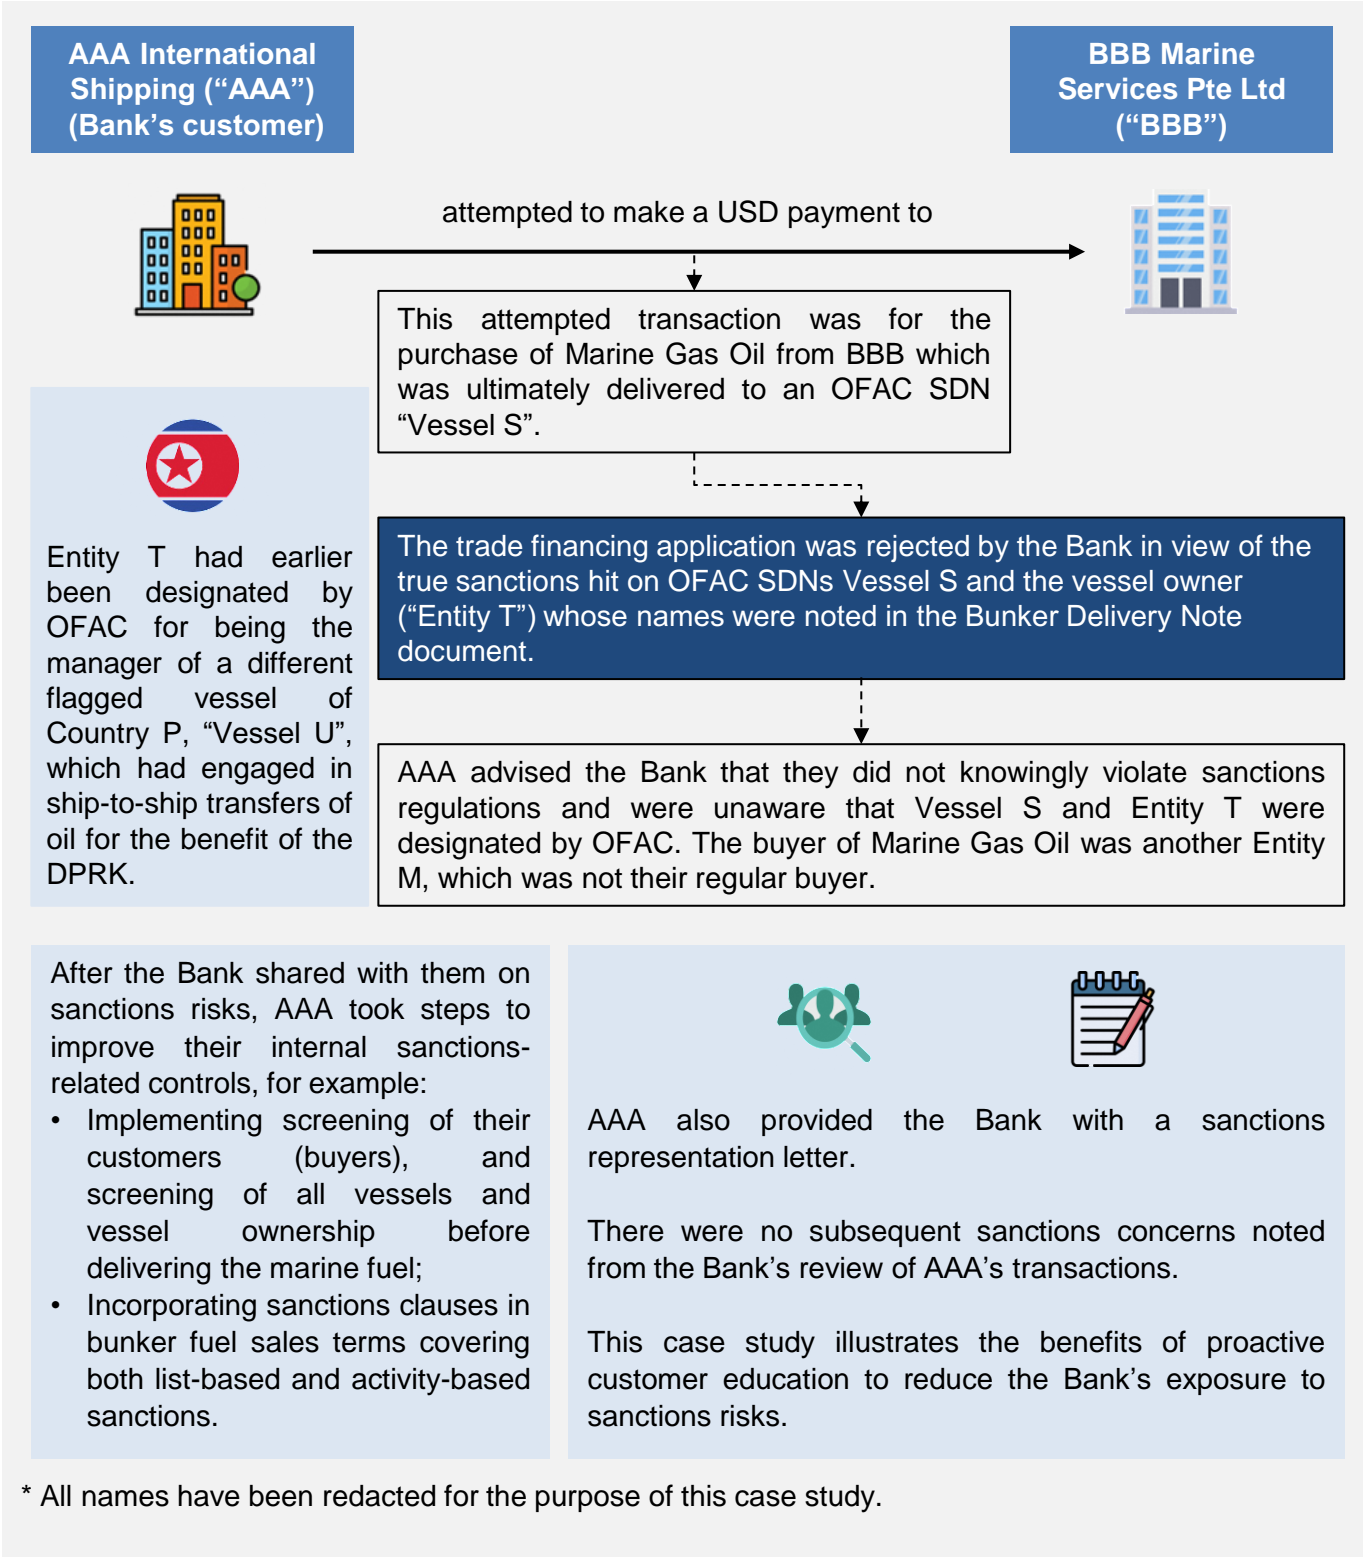 AAA International
Shipping (“AAA”)
(Bank’s customer)
BBB Marine
Services Pte Ltd
(“BBB”)
attempted to make a USD payment to
This attempted transaction was for the
purchase of Marine Gas Oil from BBB which
was ultimately delivered to an OFAC SDN
“Vessel S”.
Entity T had earlier
been designated by
OFAC for being the
manager of a different
flagged vessel of
Country P, “Vessel U”,
which had engaged in
ship-to-ship transfers of
oil for the benefit of the
DPRK.
The trade financing application was rejected by the Bank in view of the
true sanctions hit on OFAC SDNs Vessel S and the vessel owner
(“Entity T”) whose names were noted in the Bunker Delivery Note
document.
AAA advised the Bank that they did not knowingly violate sanctions
regulations and were unaware that Vessel S and Entity T were
designated by OFAC. The buyer of Marine Gas Oil was another Entity
M, which was not their regular buyer.
After the Bank shared with them on
sanctions risks, AAA took steps to
improve their internal sanctions-
related controls, for example:
• Implementing screening of their
customers (buyers), and
screening of all vessels and
vessel ownership before
delivering the marine fuel;
• Incorporating sanctions clauses in
bunker fuel sales terms covering
both list-based and activity-based
sanctions.
AAA also provided the Bank with a sanctions
representation letter.
There were no subsequent sanctions concerns noted
from the Bank’s review of AAA’s transactions.
This case study illustrates the benefits of proactive
customer education to reduce the Bank’s exposure to
sanctions risks.
* All names have been redacted for the purpose of this case study.